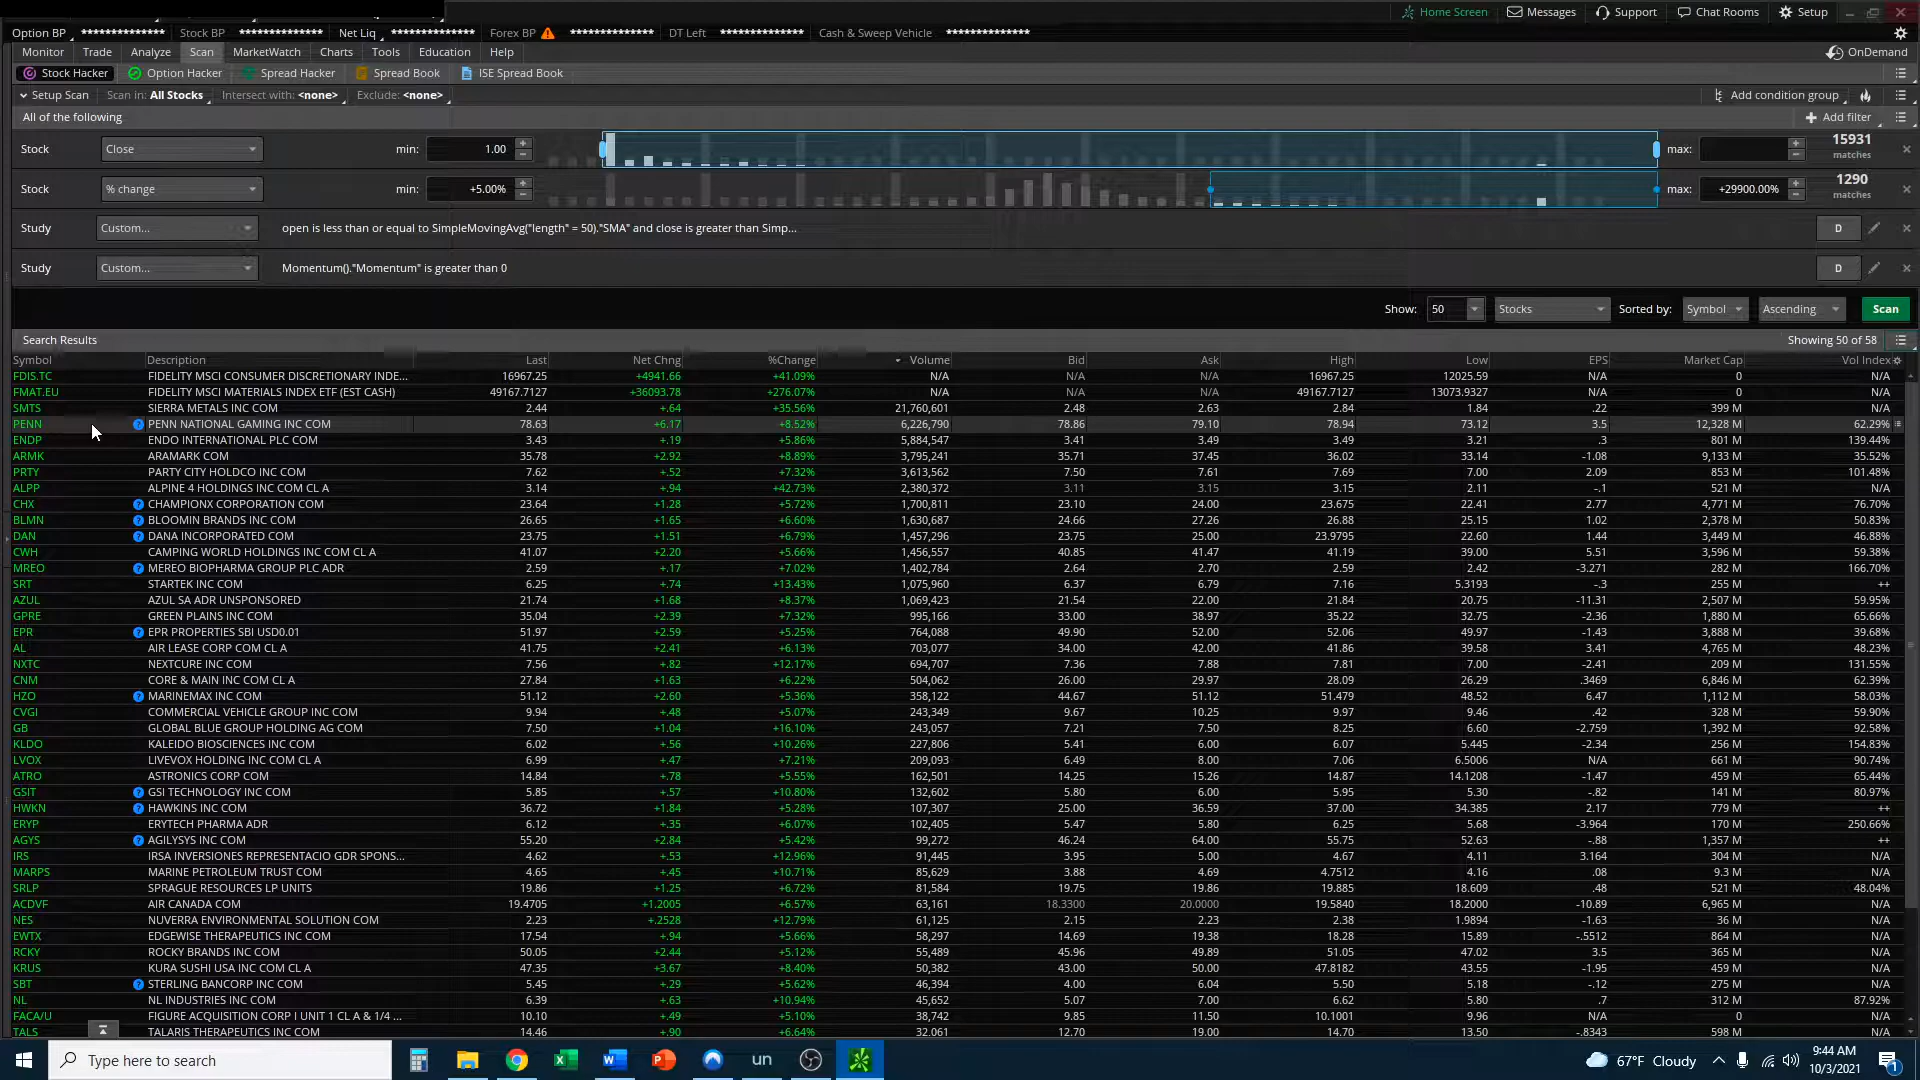 Home Screen Messages Support Chat Rooms Setup
Option BP ************** Stock BP ************** Net Liq ************** Forex BP ************** DT Left ************** Cash & Sweep Vehicle **************
Monitor Trade Analyze Scan MarketWatch Charts Tools Education Help OnDemand
Stock Hacker Option Hacker Spread Hacker Spread Book ISE Spread Book
Setup Scan Scan in: All Stocks Intersect with: <none> Exclude: <none> Add condition group
All of the following Add filter
Stock Close min: 1.00 max: 15931 matches
Stock % change min: +5.00% max: +29900.00% 1290 matches
Study Custom... open is less than or equal to SimpleMovingAvg("length" = 50)."SMA" and close is greater than Simp... D
Study Custom... Momentum()."Momentum" is greater than 0 D
Show: 50 Stocks Sorted by: Symbol Ascending Scan
Search Results Showing 50 of 58
Symbol Description Last Net Chng %Change Volume Bid Ask High Low EPS Market Cap Vol Index
FDIS.TC FIDELITY MSCI CONSUMER DISCRETIONARY INDE... 16967.25 +4941.66 +41.09% N/A N/A N/A 16967.25 12025.59 N/A 0 N/A
FMAT.EU FIDELITY MSCI MATERIALS INDEX ETF (EST CASH) 49167.7127 +36093.78 +276.07% N/A N/A N/A 49167.7127 13073.9327 N/A 0 N/A
SMTS SIERRA METALS INC COM 2.44 +.64 +35.56% 21,760,601 2.48 2.63 2.84 1.84 .22 399 M N/A
PENN PENN NATIONAL GAMING INC COM 78.63 +6.17 +8.52% 6,226,790 78.86 79.10 78.94 73.12 3.5 12,328 M 62.29%
ENDP ENDO INTERNATIONAL PLC COM 3.43 +.19 +5.86% 5,884,547 3.41 3.49 3.49 3.21 .3 801 M 139.44%
ARMK ARAMARK COM 35.78 +2.92 +8.89% 3,795,241 35.71 37.45 36.02 33.14 -1.08 9,133 M 35.52%
PRTY PARTY CITY HOLDCO INC COM 7.62 +.52 +7.32% 3,613,562 7.50 7.61 7.69 7.00 2.09 853 M 101.48%
ALPP ALPINE 4 HOLDINGS INC COM CL A 3.14 +.94 +42.73% 2,380,372 3.11 3.15 3.15 2.11 -.1 521 M N/A
CHX CHAMPIONX CORPORATION COM 23.64 +1.28 +5.72% 1,700,811 23.10 24.00 23.675 22.41 2.77 4,771 M 76.70%
BLMN BLOOMIN BRANDS INC COM 26.65 +1.65 +6.60% 1,630,687 24.66 27.26 26.88 25.15 1.02 2,378 M 50.83%
DAN DANA INCORPORATED COM 23.75 +1.51 +6.79% 1,457,296 23.75 25.00 23.9795 22.60 1.44 3,449 M 46.88%
CWH CAMPING WORLD HOLDINGS INC COM CL A 41.07 +2.20 +5.66% 1,456,557 40.85 41.47 41.19 39.00 5.51 3,596 M 59.38%
MREO MEREO BIOPHARMA GROUP PLC ADR 2.59 +.17 +7.02% 1,402,784 2.64 2.70 2.59 2.42 -3.271 282 M 166.70%
SRT STARTEK INC COM 6.25 +.74 +13.43% 1,075,960 6.37 6.79 7.16 5.3193 -.3 255 M ++
AZUL AZUL SA ADR UNSPONSORED 21.74 +1.68 +8.37% 1,069,423 21.54 22.00 21.84 20.75 -11.31 2,507 M 59.95%
GPRE GREEN PLAINS INC COM 35.04 +2.39 +7.32% 995,166 33.00 38.97 35.22 32.75 -2.36 1,880 M 65.66%
EPR EPR PROPERTIES SBI USD0.01 51.97 +2.59 +5.25% 764,088 49.90 52.00 52.06 49.97 -1.43 3,888 M 39.68%
AL AIR LEASE CORP COM CL A 41.75 +2.41 +6.13% 703,077 34.00 42.00 41.86 39.58 3.41 4,765 M 48.23%
NXTC NEXTCURE INC COM 7.56 +.82 +12.17% 694,707 7.36 7.88 7.81 7.00 -2.41 209 M 131.55%
CNM CORE & MAIN INC COM CL A 27.84 +1.63 +6.22% 504,062 26.00 29.97 28.09 26.29 .3469 6,846 M 62.39%
HZO MARINEMAX INC COM 51.12 +2.60 +5.36% 358,122 44.67 51.12 51.479 48.52 6.47 1,112 M 58.03%
CVGI COMMERCIAL VEHICLE GROUP INC COM 9.94 +.48 +5.07% 243,349 9.67 10.25 9.97 9.46 .42 328 M 59.90%
GB GLOBAL BLUE GROUP HOLDING AG COM 7.50 +1.04 +16.10% 243,057 7.21 7.50 8.25 6.60 -2.759 1,392 M 92.58%
KLDO KALEIDO BIOSCIENCES INC COM 6.02 +.56 +10.26% 227,806 5.41 6.00 6.07 5.445 -2.34 256 M 154.83%
LVOX LIVEVOX HOLDING INC COM CL A 6.99 +.47 +7.21% 209,093 6.49 8.00 7.06 6.5006 N/A 661 M 90.74%
ATRO ASTRONICS CORP COM 14.84 +.78 +5.55% 162,501 14.25 15.26 14.87 14.1208 -1.47 459 M 65.44%
GSIT GSI TECHNOLOGY INC COM 5.85 +.57 +10.80% 132,602 5.80 6.00 5.95 5.30 -.82 141 M 80.97%
HWKN HAWKINS INC COM 36.72 +1.84 +5.28% 107,307 25.00 36.59 37.00 34.385 2.17 779 M ++
ERYP ERYTECH PHARMA ADR 6.12 +.35 +6.07% 102,405 5.47 5.80 6.25 5.68 -3.964 170 M 250.66%
AGYS AGILYSYS INC COM 55.20 +2.84 +5.42% 99,272 46.24 64.00 55.75 52.63 -.88 1,357 M ++
IRS IRSA INVERSIONES REPRESENTACIO GDR SPONS... 4.62 +.53 +12.96% 91,445 3.95 5.00 4.67 4.11 3.164 304 M N/A
MARPS MARINE PETROLEUM TRUST COM 4.65 +.45 +10.71% 85,629 3.88 4.69 4.7512 4.16 .08 9.3 M N/A
SRLP SPRAGUE RESOURCES LP UNITS 19.86 +1.25 +6.72% 81,584 19.75 19.86 19.885 18.609 .48 521 M 48.04%
ACDVF AIR CANADA COM 19.4705 +1.2005 +6.57% 63,161 18.3300 20.0000 19.5840 18.2000 -10.89 6,965 M N/A
NES NUVERRA ENVIRONMENTAL SOLUTION COM 2.23 +.2528 +12.79% 61,125 2.15 2.23 2.38 1.9894 -1.63 36 M N/A
EWTX EDGEWISE THERAPEUTICS INC COM 17.54 +.94 +5.66% 58,297 14.69 19.38 18.28 15.89 -.5512 864 M N/A
RCKY ROCKY BRANDS INC COM 50.05 +2.44 +5.12% 55,489 45.96 49.89 51.05 47.02 3.5 365 M N/A
KRUS KURA SUSHI USA INC COM CL A 47.35 +3.67 +8.40% 50,382 43.00 50.00 47.8182 43.55 -1.95 459 M N/A
SBT STERLING BANCORP INC COM 5.45 +.29 +5.62% 46,394 4.00 6.04 5.50 5.18 -.12 275 M N/A
NL NL INDUSTRIES INC COM 6.39 +.63 +10.94% 45,652 5.07 7.00 6.62 5.80 .7 312 M 87.92%
FACA/U FIGURE ACQUISITION CORP I UNIT 1 CL A & 1/4 ... 10.10 +.49 +5.10% 38,742 9.85 11.50 10.1001 9.96 N/A 0 N/A
TALS TALARIS THERAPEUTICS INC COM 14.46 +.90 +6.64% 32,061 12.70 19.00 14.70 13.50 -.8343 598 M N/A
Type here to search un 67°F Cloudy 9:44 AM
10/3/2021 1